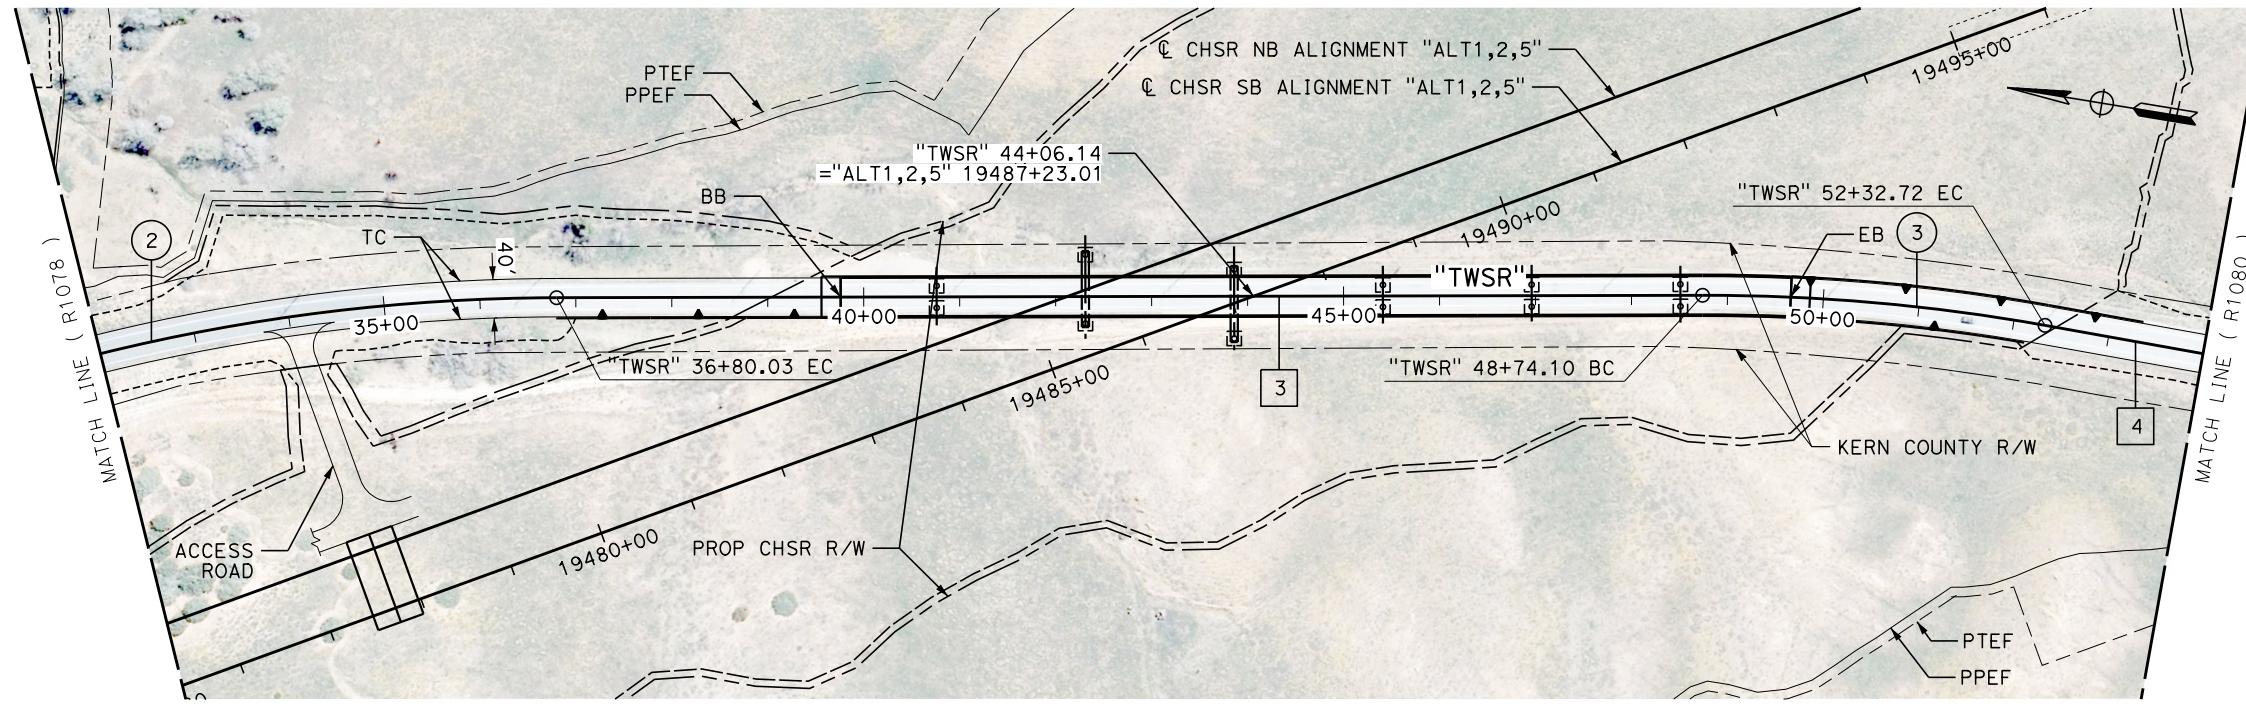 ℄ CHSR NB ALIGNMENT "ALT1,2,5"
℄ CHSR SB ALIGNMENT "ALT1,2,5"
19495+00
PTEF
PPEF
"TWSR" 44+06.14
="ALT1,2,5" 19487+23.01
BB
"TWSR" 52+32.72 EC
19490+00
2
TC
40'
EB
3
MATCH LINE ( R1078 )
MATCH LINE ( R1080 )
"TWSR"
35+00
40+00
45+00
50+00
"TWSR" 36+80.03 EC
"TWSR" 48+74.10 BC
19485+00
3
4
KERN COUNTY R/W
ACCESS
ROAD
19480+00
PROP CHSR R/W
PTEF
PPEF